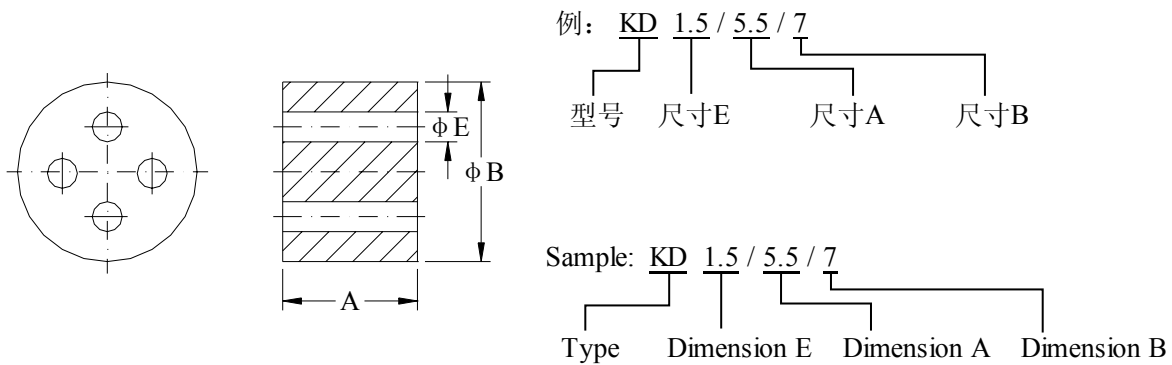 例：KD 1.5 / 5.5 / 7
型号 尺寸E 尺寸A 尺寸B
φE
φB
A
Sample: KD 1.5 / 5.5 / 7
Type Dimension E Dimension A Dimension B